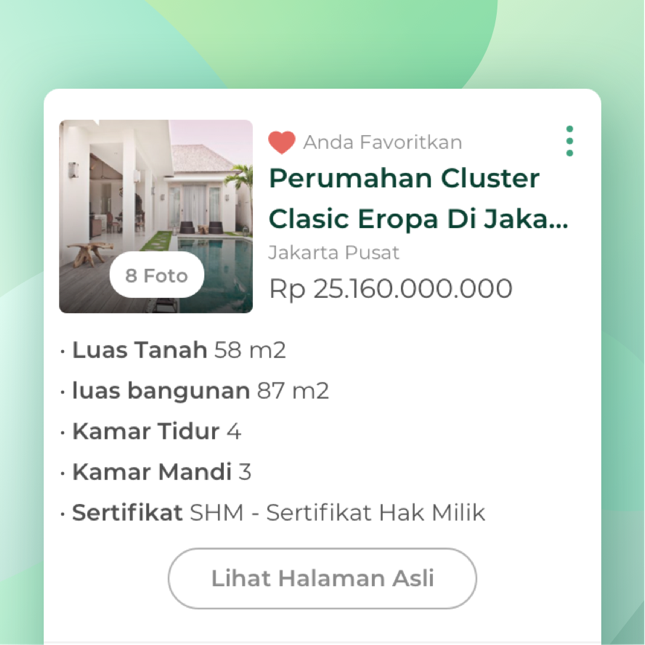 Anda Favoritkan
Perumahan Cluster
Clasic Eropa Di Jaka...
Jakarta Pusat
Rp 25.160.000.000
8 Foto
· Luas Tanah 58 m2
· luas bangunan 87 m2
· Kamar Tidur 4
· Kamar Mandi 3
· Sertifikat SHM - Sertifikat Hak Milik
Lihat Halaman Asli